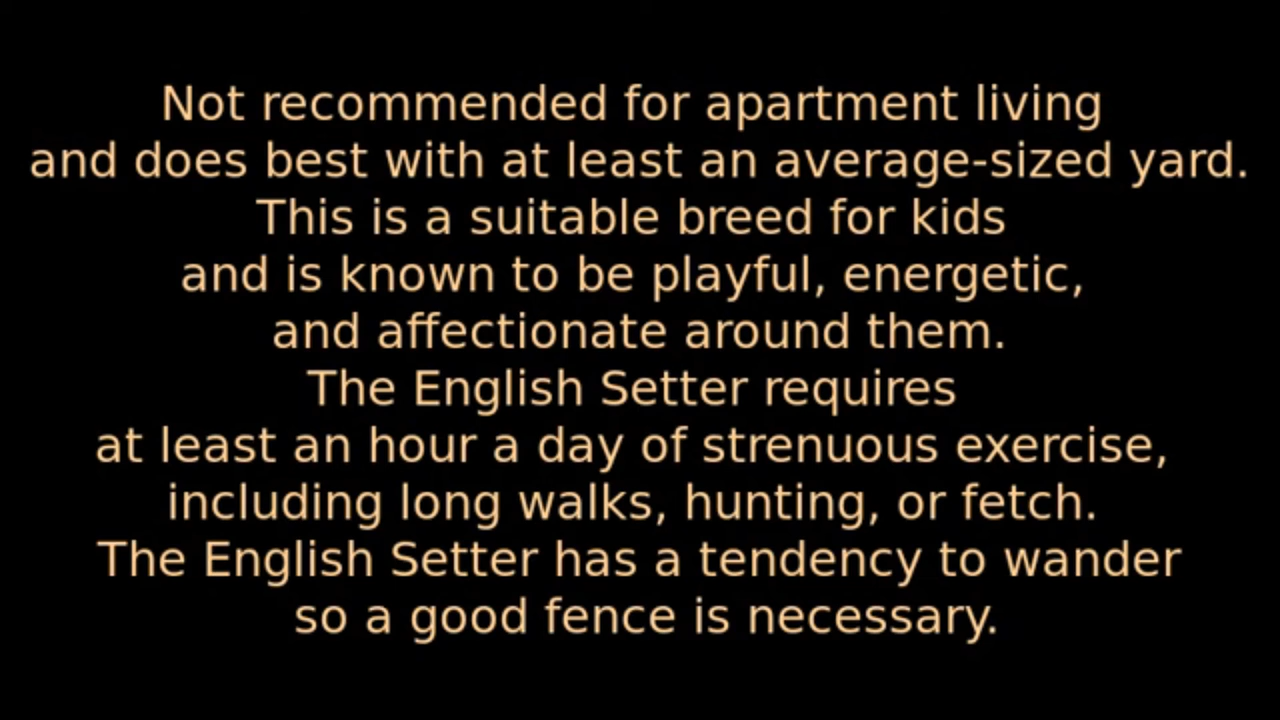 Not recommended for apartment living
and does best with at least an average-sized yard.
This is a suitable breed for kids
and is known to be playful, energetic,
and affectionate around them.
The English Setter requires
at least an hour a day of strenuous exercise,
including long walks, hunting, or fetch.
The English Setter has a tendency to wander
so a good fence is necessary.